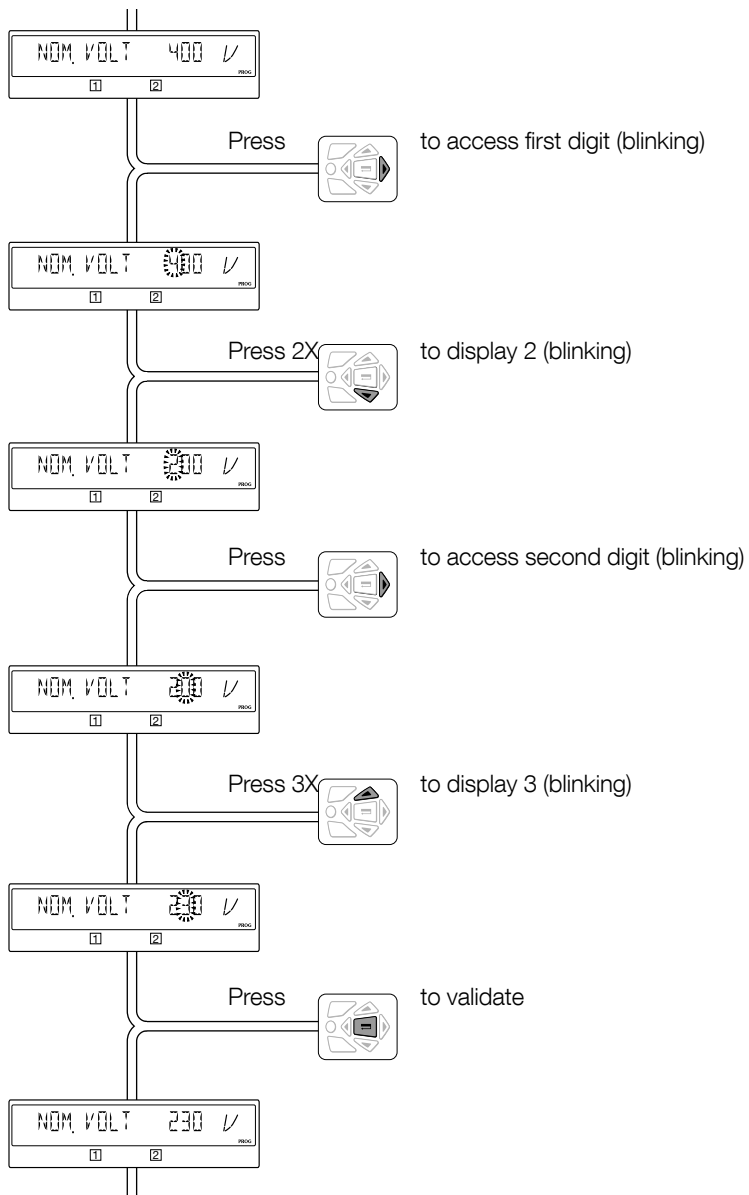 NOM. VOLT 400 V
PROG
1 2
Press to access first digit (blinking)
NOM. VOLT 400 V
PROG
1 2
Press 2X to display 2 (blinking)
NOM. VOLT 200 V
PROG
1 2
Press to access second digit (blinking)
NOM. VOLT 200 V
PROG
1 2
Press 3X to display 3 (blinking)
NOM. VOLT 230 V
PROG
1 2
Press to validate
NOM. VOLT 230 V
PROG
1 2